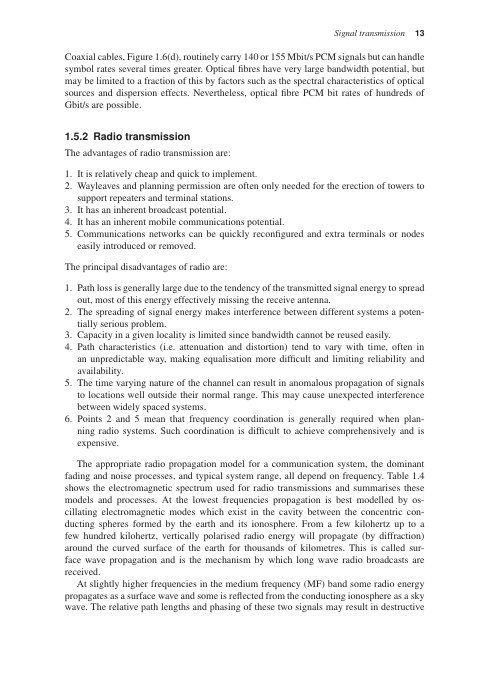 Signal transmission 13
Coaxial cables, Figure 1.6(d), routinely carry 140 or 155 Mbit/s PCM signals but can handle
symbol rates several times greater. Optical fibres have very large bandwidth potential, but
may be limited to a fraction of this by factors such as the spectral characteristics of optical
sources and dispersion effects. Nevertheless, optical fibre PCM bit rates of hundreds of
Gbit/s are possible.
1.5.2 Radio transmission
The advantages of radio transmission are:
1. It is relatively cheap and quick to implement.
2. Wayleaves and planning permission are often only needed for the erection of towers to
support repeaters and terminal stations.
3. It has an inherent broadcast potential.
4. It has an inherent mobile communications potential.
5. Communications networks can be quickly reconfigured and extra terminals or nodes
easily introduced or removed.
The principal disadvantages of radio are:
1. Path loss is generally large due to the tendency of the transmitted signal energy to spread
out, most of this energy effectively missing the receive antenna.
2. The spreading of signal energy makes interference between different systems a poten-
tially serious problem.
3. Capacity in a given locality is limited since bandwidth cannot be reused easily.
4. Path characteristics (i.e. attenuation and distortion) tend to vary with time, often in
an unpredictable way, making equalisation more difficult and limiting reliability and
availability.
5. The time varying nature of the channel can result in anomalous propagation of signals
to locations well outside their normal range. This may cause unexpected interference
between widely spaced systems.
6. Points 2 and 5 mean that frequency coordination is generally required when plan-
ning radio systems. Such coordination is difficult to achieve comprehensively and is
expensive.
The appropriate radio propagation model for a communication system, the dominant
fading and noise processes, and typical system range, all depend on frequency. Table 1.4
shows the electromagnetic spectrum used for radio transmissions and summarises these
models and processes. At the lowest frequencies propagation is best modelled by os-
cillating electromagnetic modes which exist in the cavity between the concentric con-
ducting spheres formed by the earth and its ionosphere. From a few kilohertz up to a
few hundred kilohertz, vertically polarised radio energy will propagate (by diffraction)
around the curved surface of the earth for thousands of kilometres. This is called sur-
face wave propagation and is the mechanism by which long wave radio broadcasts are
received.
At slightly higher frequencies in the medium frequency (MF) band some radio energy
propagates as a surface wave and some is reflected from the conducting ionosphere as a sky
wave. The relative path lengths and phasing of these two signals may result in destructive